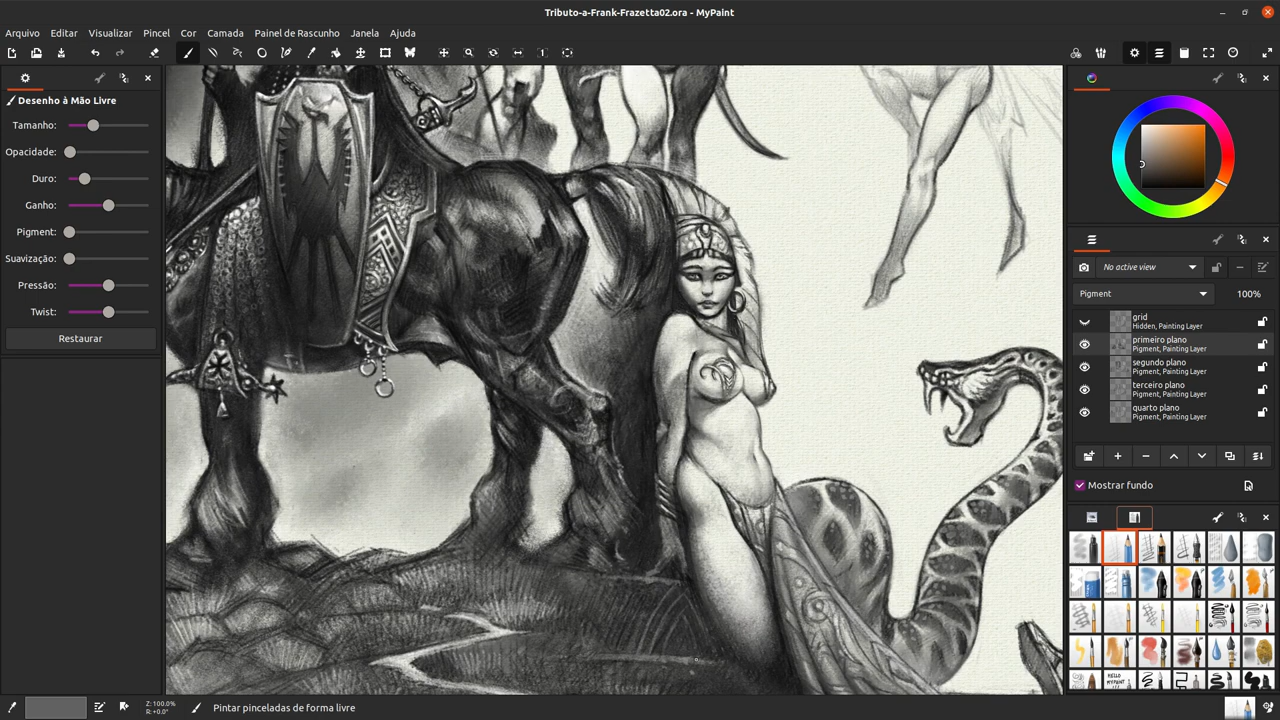 Tributo-a-Frank-Frazetta02.ora - MyPaint
Arquivo Editar Visualizar Pincel Cor Camada Painel de Rascunho Janela Ajuda
Desenho à Mão Livre
Tamanho:
Opacidade:
Duro:
Ganho:
Pigment:
Suavização:
Pressão:
Twist:
Restaurar
No active view
Pigment 100%
grid
Hidden, Painting Layer
primeiro plano
Pigment, Painting Layer
segundo plano
Pigment, Painting Layer
terceiro plano
Pigment, Painting Layer
quarto plano
Pigment, Painting Layer
Mostrar fundo
HELLO
MYPAINT
Z: 100.0%
R: +0.0°
Pintar pinceladas de forma livre